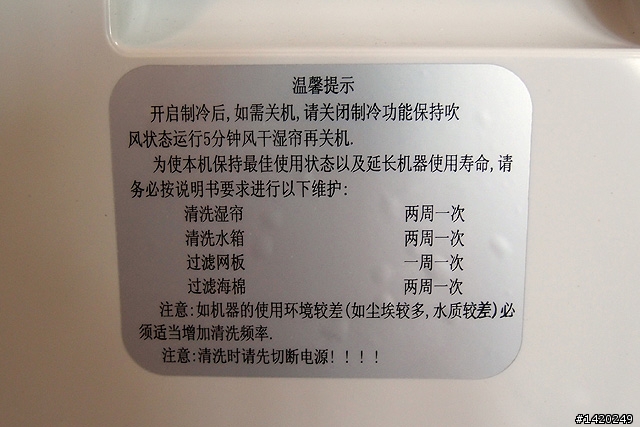 温馨提示
开启制冷后,如需关机,请关闭制冷功能保持吹
风状态运行5分钟风干湿帘再关机.
为使本机保持最佳使用状态以及延长机器使用寿命,请
务必按说明书要求进行以下维护:
清洗湿帘 两周一次
清洗水箱 两周一次
过滤网板 一周一次
过滤海棉 两周一次
注意:如机器的使用环境较差(如尘埃较多,水质较差)必
须适当增加清洗频率.
注意:清洗时请先切断电源!!!!
#1420249